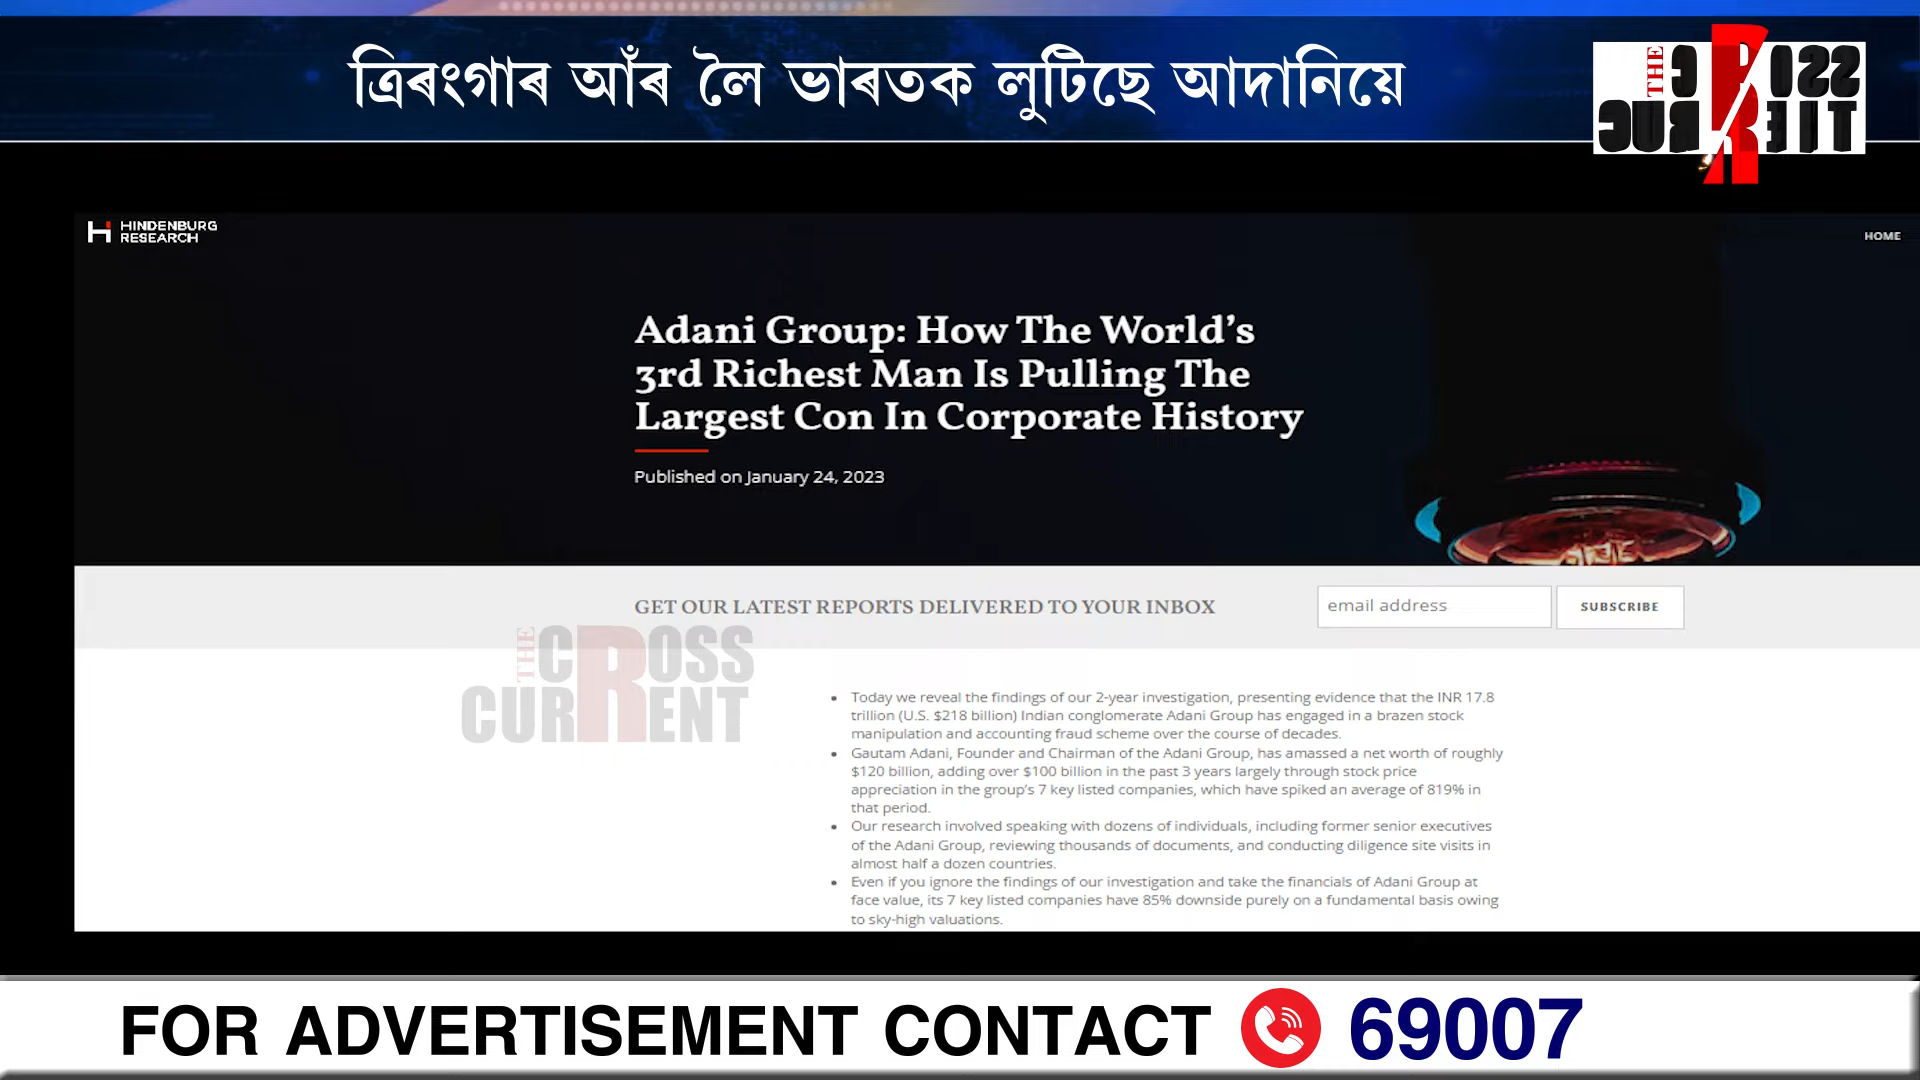 ত্ৰিৰংগাৰ আঁৰ লৈ ভাৰতক লুটিছে আদানিয়ে
THE CROSS
CURRENT
HINDENBURG
RESEARCH
HOME
Adani Group: How The World’s
3rd Richest Man Is Pulling The
Largest Con In Corporate History
Published on January 24, 2023
GET OUR LATEST REPORTS DELIVERED TO YOUR INBOX
email address
SUBSCRIBE
THE CROSS
CURRENT
• Today we reveal the findings of our 2-year investigation, presenting evidence that the INR 17.8
trillion (U.S. $218 billion) Indian conglomerate Adani Group has engaged in a brazen stock
manipulation and accounting fraud scheme over the course of decades.
• Gautam Adani, Founder and Chairman of the Adani Group, has amassed a net worth of roughly
$120 billion, adding over $100 billion in the past 3 years largely through stock price
appreciation in the group’s 7 key listed companies, which have spiked an average of 819% in
that period.
• Our research involved speaking with dozens of individuals, including former senior executives
of the Adani Group, reviewing thousands of documents, and conducting diligence site visits in
almost half a dozen countries.
• Even if you ignore the findings of our investigation and take the financials of Adani Group at
face value, its 7 key listed companies have 85% downside purely on a fundamental basis owing
to sky-high valuations.
FOR ADVERTISEMENT CONTACT 69007